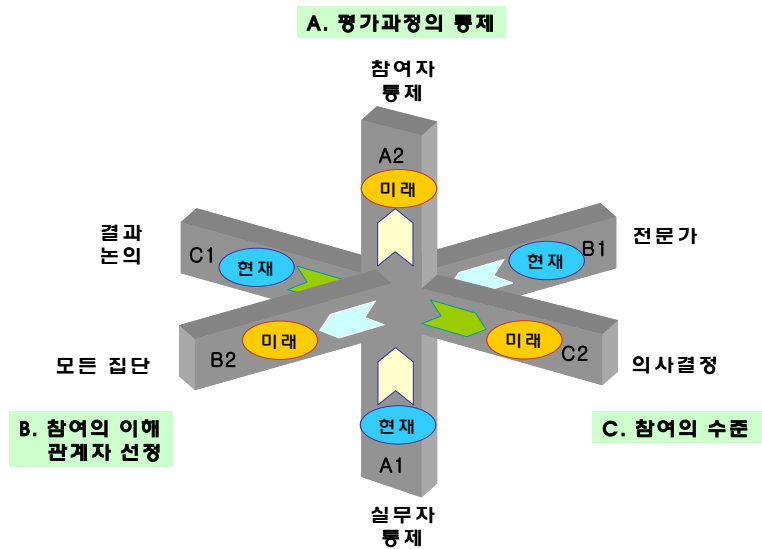 A. 평가과정의 통제
참여자
통제
A2
미래
결과
논의
C1
현재
현재
B1
전문가
모든 집단
B2
미래
미래
C2
의사결정
B. 참여의 이해
관계자 선정
C. 참여의 수준
현재
A1
실무자
통제